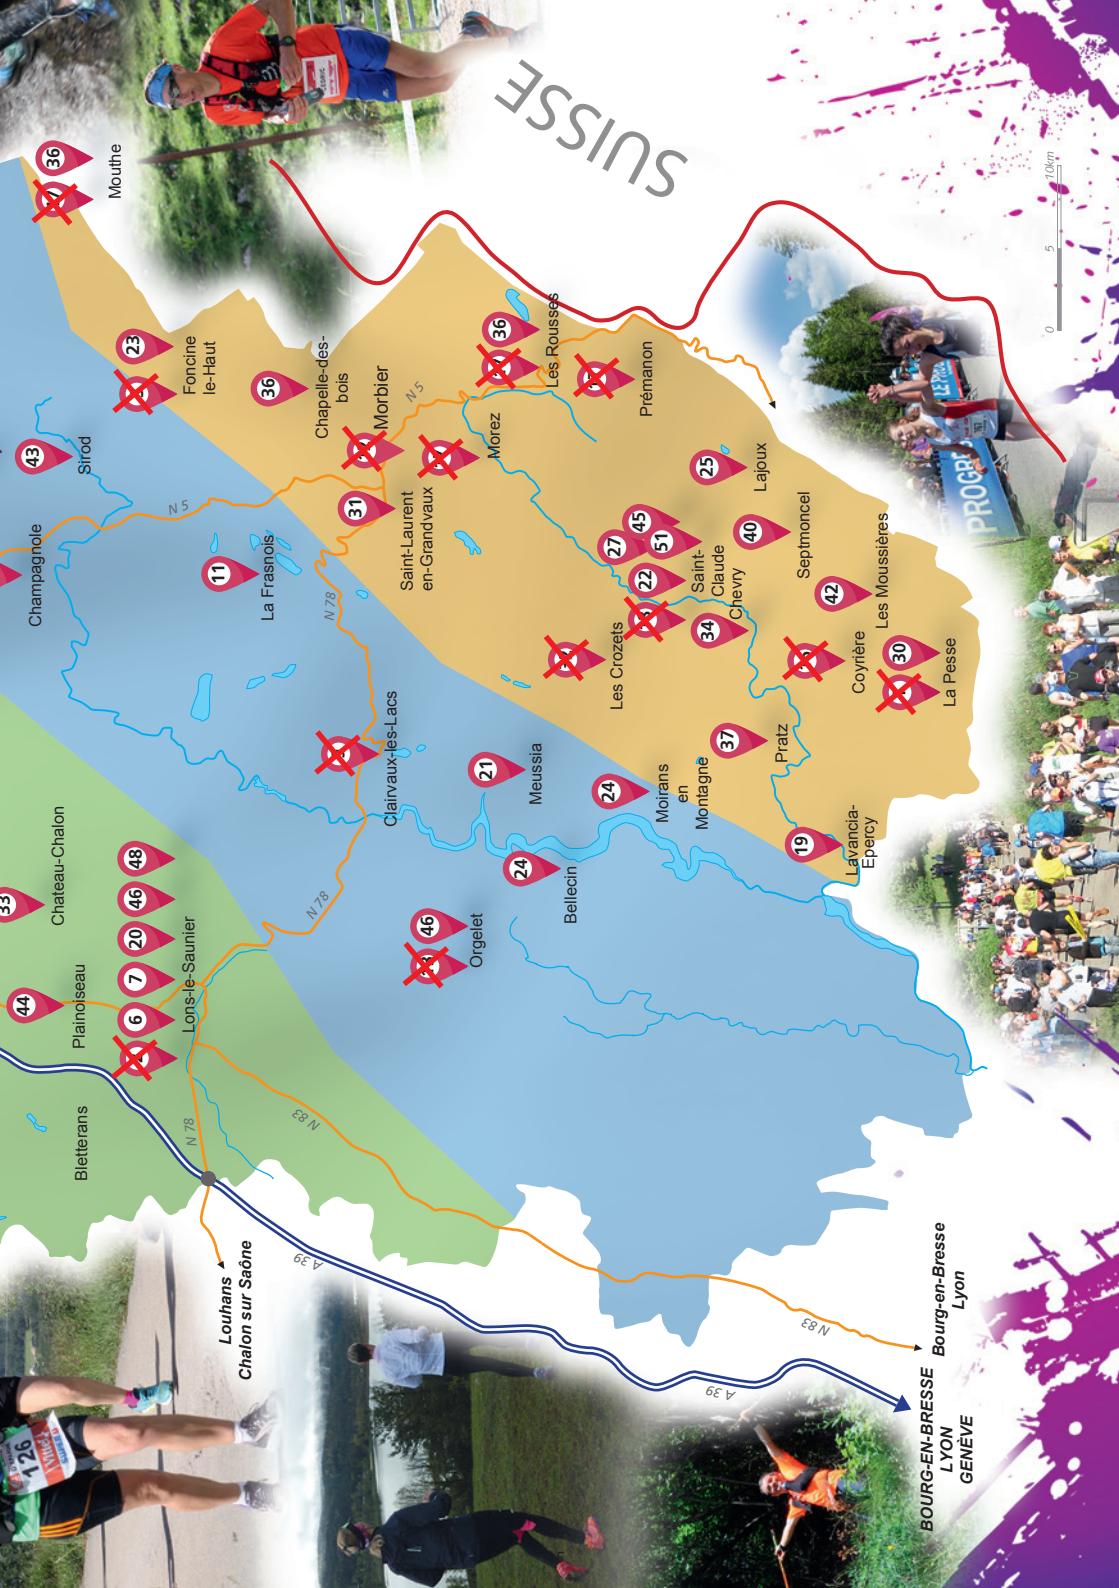 36
Mouthe
SUISSE
23
Foncine
le-Haut
36
Chapelle-des-
bois
Morbier
N 5
36
Les Rousses
Prémanon
Morez
43
Sirod
N 5
31
Saint-Laurent
en-Grandvaux
25
Lajoux
Champagnole
11
La Frasnois
N 78
27
45
51
22
Saint-
Claude
34
Chevry
40
Septmoncel
42
Les Moussières
Les Crozets
Coyrière
30
La Pesse
37
Pratz
Clairvaux-les-Lacs
21
Meussia
24
Moirans
en
Montagne
19
Lavancia-
Epercy
33
Chateau-Chalon
48
46
20
7
6
Lons-le-Saunier
N 78
24
Bellecin
46
Orgelet
44
Plainoiseau
Bletterans
N 78
N 83
A 39
Louhans
Chalon sur Saône
N 83
A 39
Bourg-en-Bresse
Lyon
BOURG-EN-BRESSE
LYON
GENÈVE
0
5
10km
PROGRE
LE PROG
126